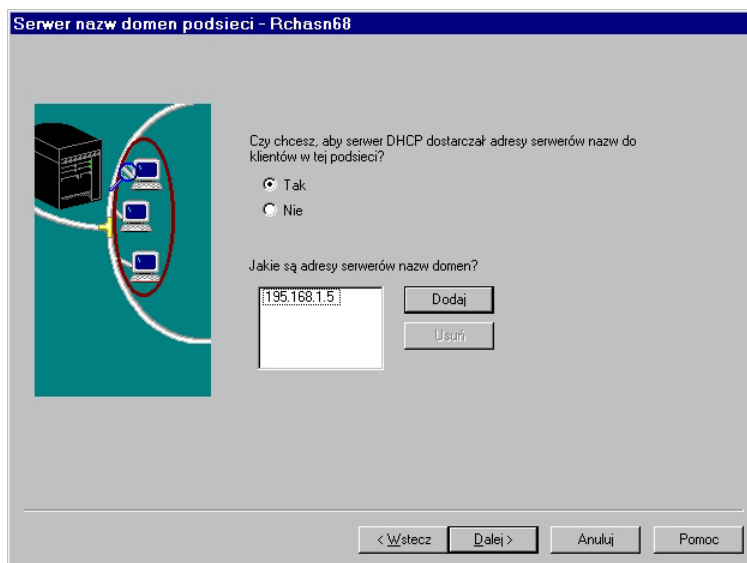 Serwer nazw domen podsieci - Rchasn68
Czy chcesz, aby serwer DHCP dostarczał adresy serwerów nazw do
klientów w tej podsieci?
Tak
Nie
Jakie są adresy serwerów nazw domen?
195.168.1.5
Dodaj
Usuń
< Wstecz
Dalej >
Anuluj
Pomoc